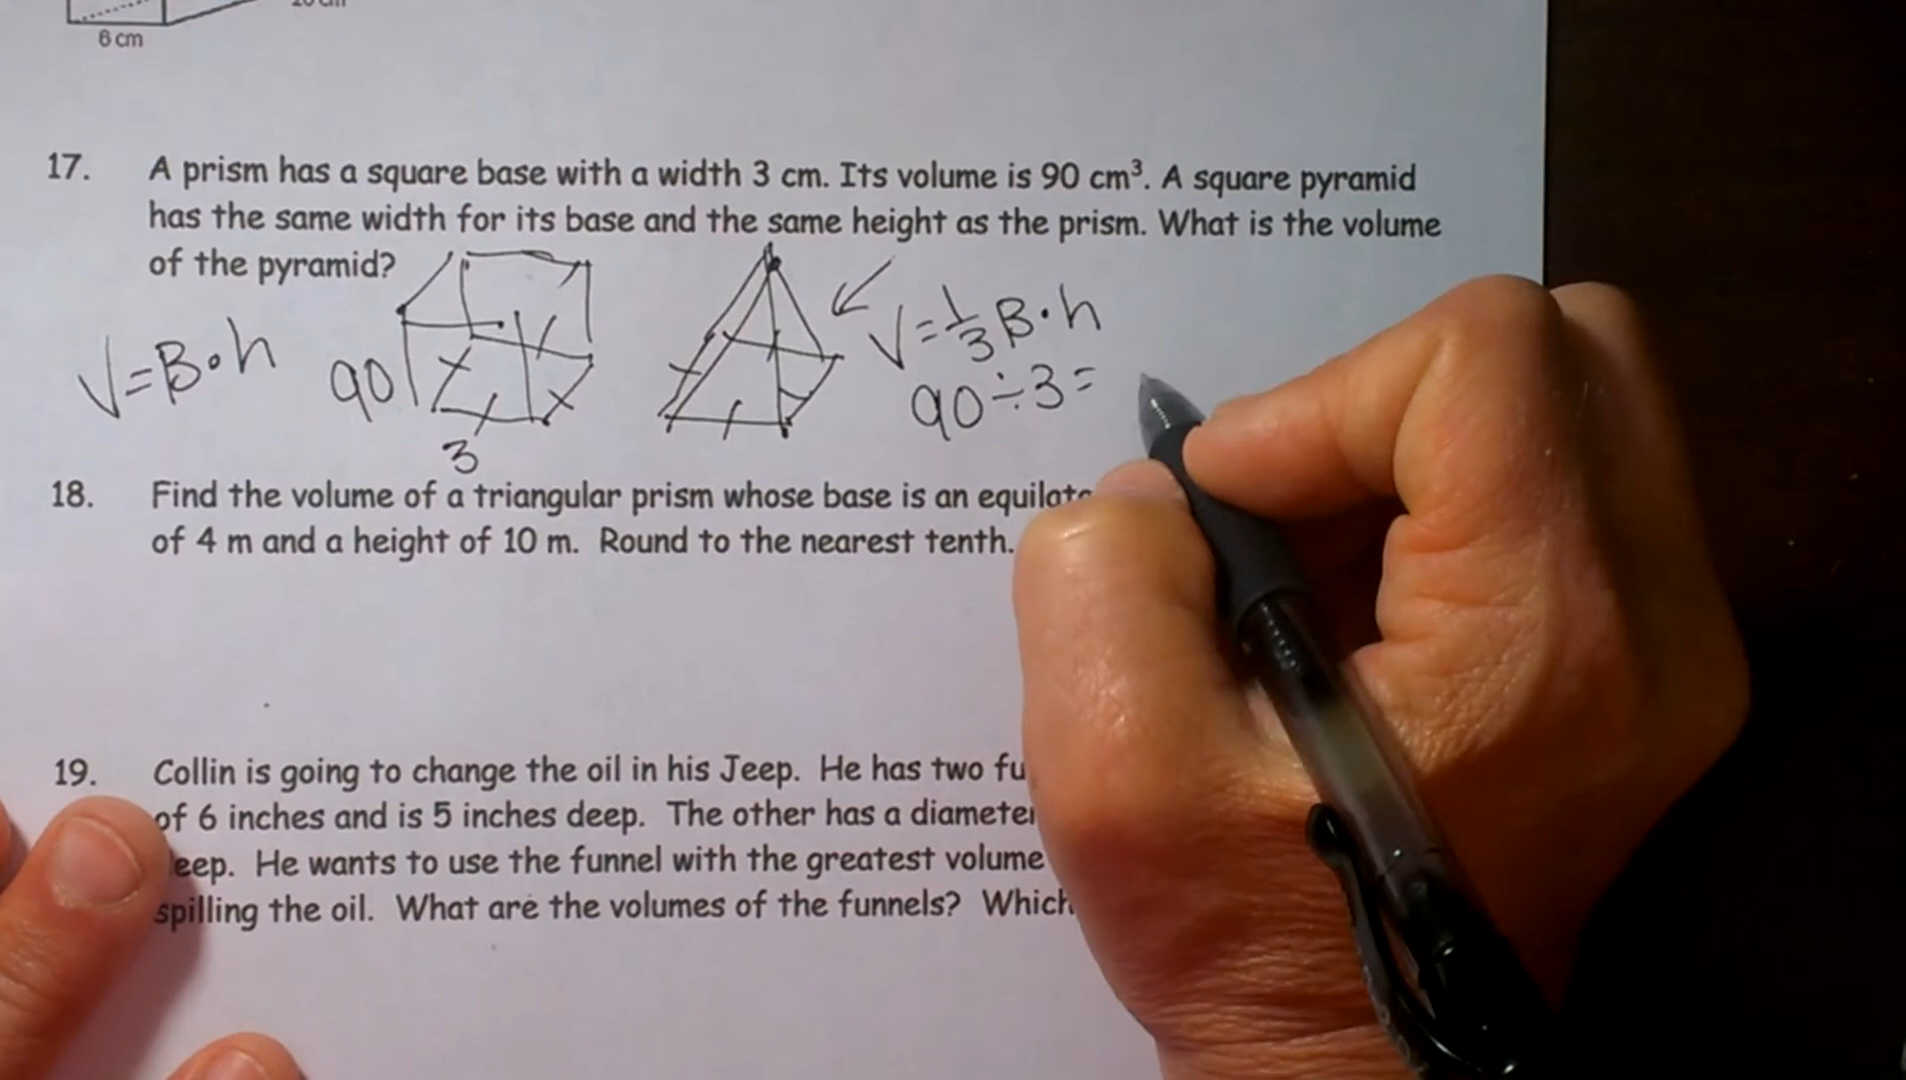 6 cm
17. A prism has a square base with a width 3 cm. Its volume is 90 cm³. A square pyramid
has the same width for its base and the same height as the prism. What is the volume
of the pyramid?
V=B·h
90
3
V=⅓B·h
90÷3=
18. Find the volume of a triangular prism whose base is an
of 4 m and a height of 10 m. Round to the nearest tenth.
19. Collin is going to change the oil in his Jeep. He has two
of 6 inches and is 5 inches deep. The other has a
He wants to use the funnel with the greatest volume
spilling the oil. What are the volumes of the funnels? Which